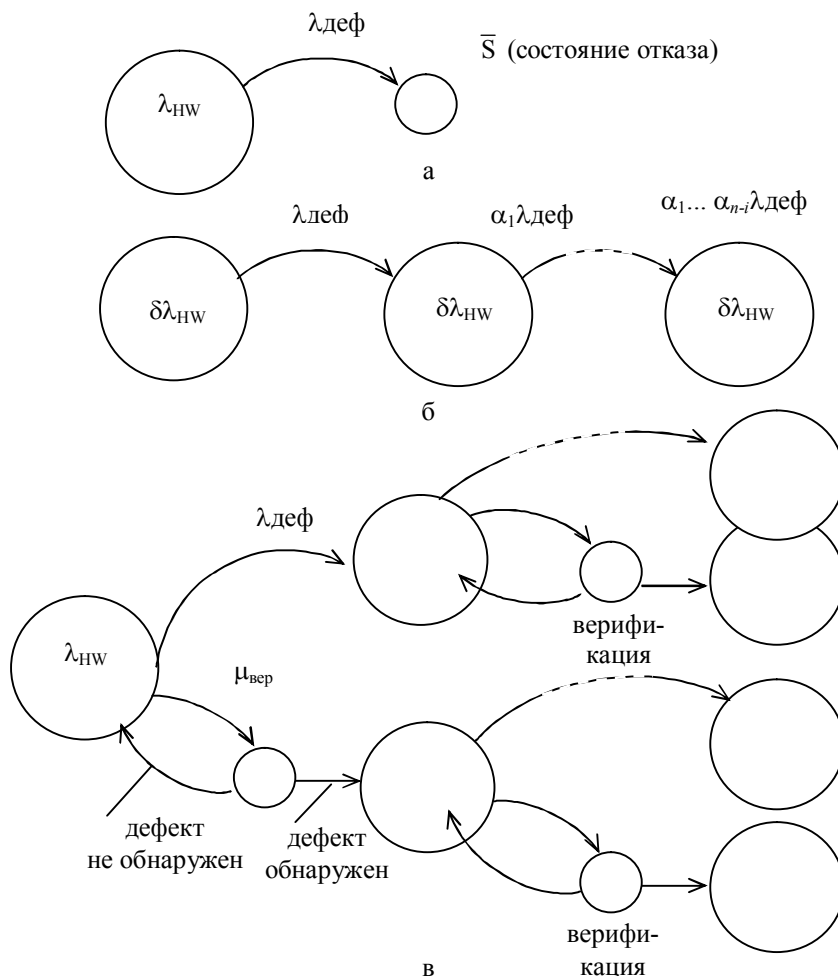 λдеф
S̅ (состояние отказа)
λHW
а
λдеф
α1λдеф
α1... αn-iλдеф
δλHW
δλHW
δλHW
б
λдеф
λHW
μвер
верифи-
кация
дефект
не обнаружен
дефект
обнаружен
верифи-
кация
в